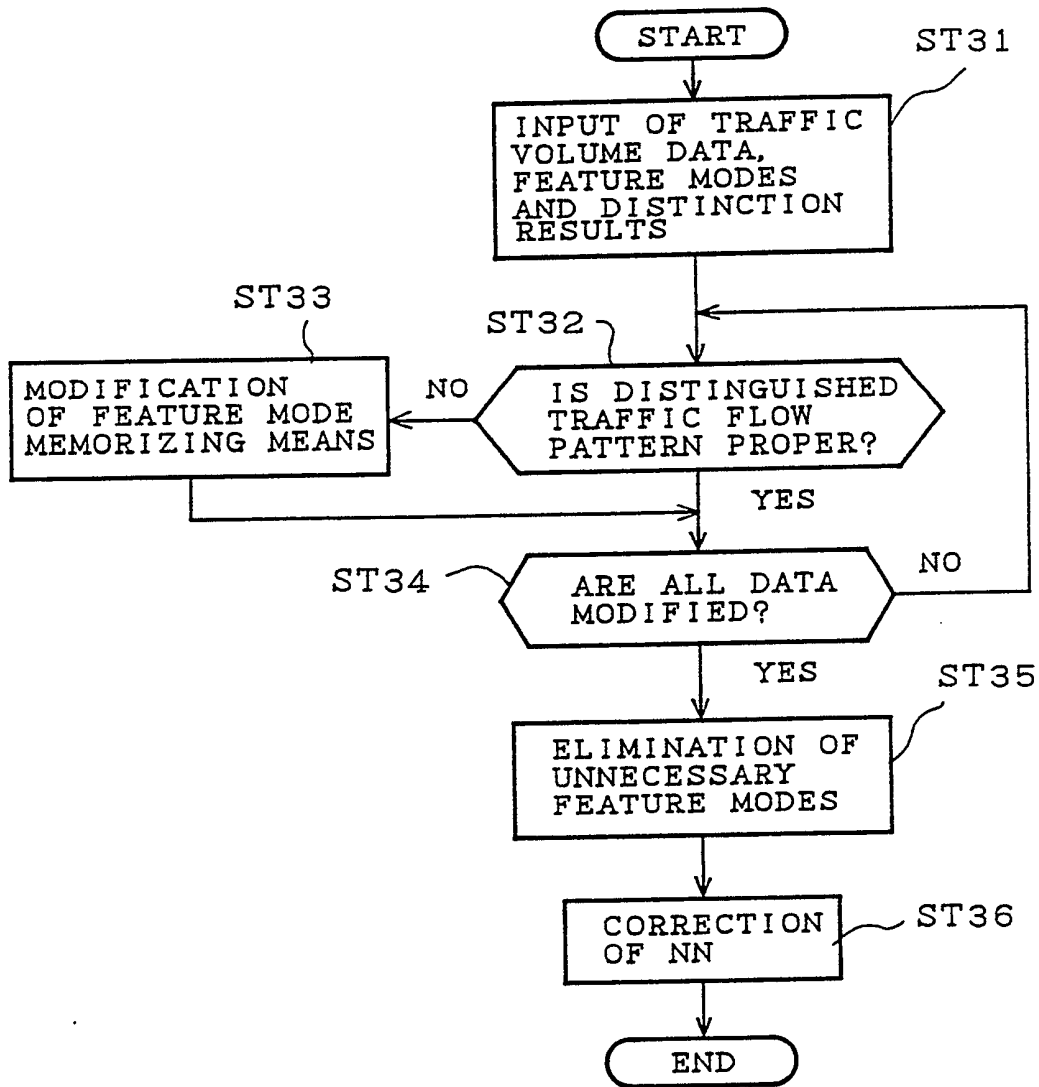 START
ST31
INPUT OF TRAFFIC
VOLUME DATA,
FEATURE MODES
AND DISTINCTION
RESULTS
ST33
ST32
MODIFICATION
OF FEATURE MODE
MEMORIZING MEANS
NO
IS DISTINGUISHED
TRAFFIC FLOW
PATTERN PROPER?
YES
ST34
ARE ALL DATA
MODIFIED?
NO
YES
ST35
ELIMINATION OF
UNNECESSARY
FEATURE MODES
CORRECTION
OF NN
ST36
END